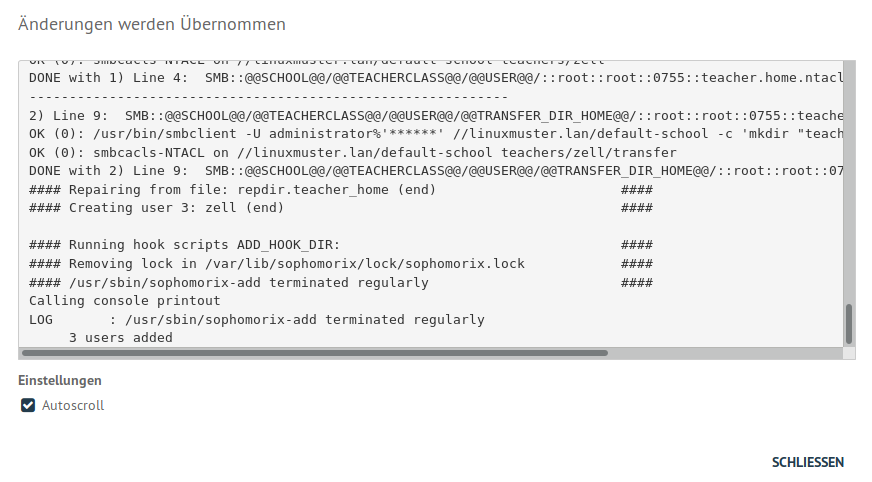 Änderungen werden Übernommen
OK (0): smbcacls-NTACL on //linuxmuster.lan/default-school teachers/zell
DONE with 1) Line 4:  SMB::@@SCHOOL@@/@@TEACHERCLASS@@/@@USER@@/::root::root::0755::teacher.home.ntacl
------------------------------------------------------------
2) Line 9:  SMB::@@SCHOOL@@/@@TEACHERCLASS@@/@@USER@@/@@TRANSFER_DIR_HOME@@/::root::root::0755::teache
OK (0): /usr/bin/smbclient -U administrator%'******' //linuxmuster.lan/default-school -c 'mkdir "teach
OK (0): smbcacls-NTACL on //linuxmuster.lan/default-school teachers/zell/transfer
DONE with 2) Line 9:  SMB::@@SCHOOL@@/@@TEACHERCLASS@@/@@USER@@/@@TRANSFER_DIR_HOME@@/::root::root::07
#### Repairing from file: repdir.teacher_home (end)                       ####
#### Creating user 3: zell (end)                                          ####
#### Running hook scripts ADD_HOOK_DIR:                                   ####
#### Removing lock in /var/lib/sophomorix/lock/sophomorix.lock            ####
#### /usr/sbin/sophomorix-add terminated regularly                        ####
Calling console printout
LOG       : /usr/sbin/sophomorix-add terminated regularly
     3 users added
Einstellungen
Autoscroll
SCHLIESSEN